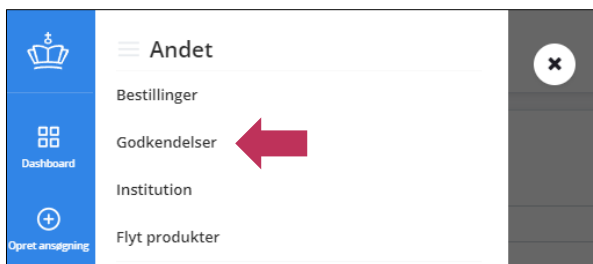 Andet
Bestillinger
Godkendelser
Dashboard
Institution
Opret ansøgning
Flyt produkter